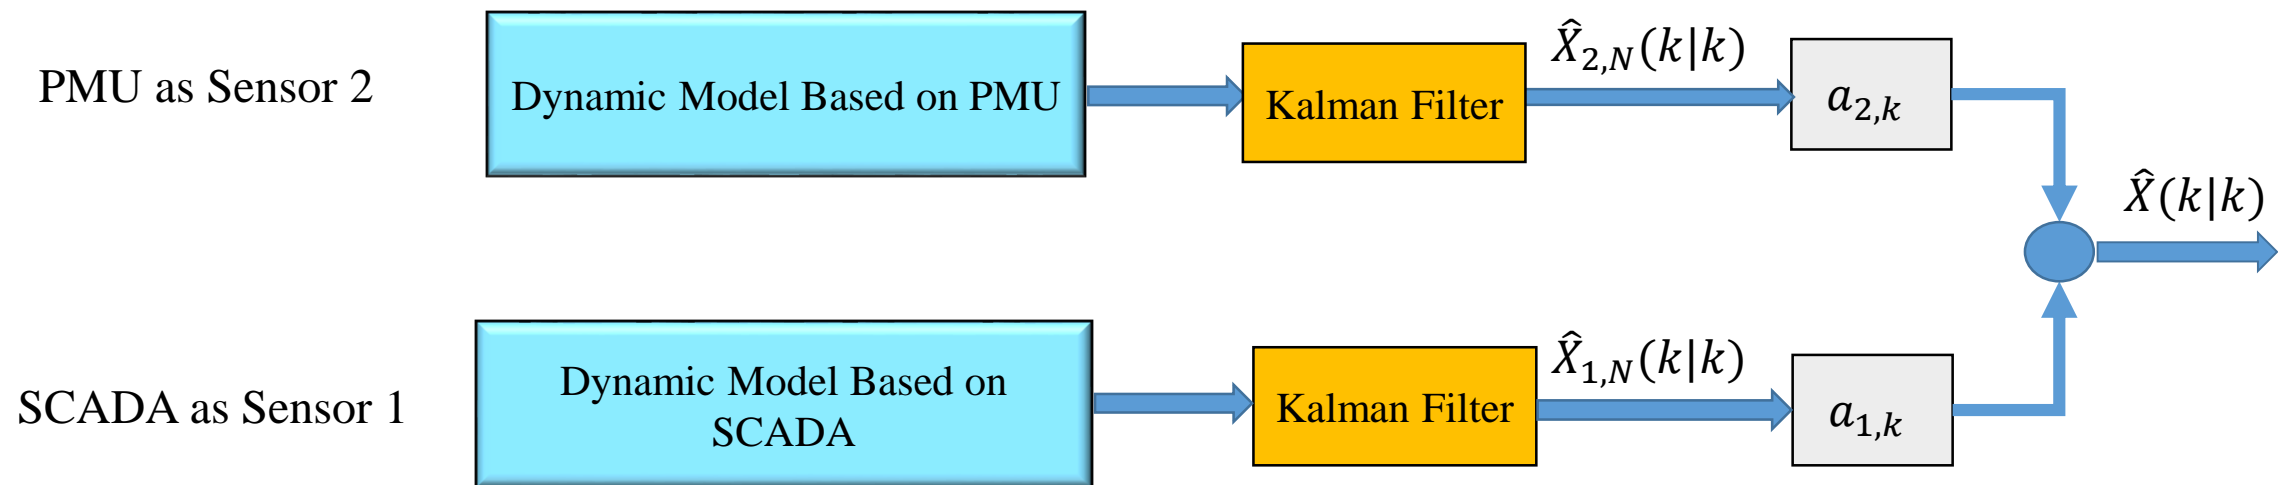 PMU as Sensor 2
Dynamic Model Based on PMU
Kalman Filter
X̂₂,N(k|k)
a₂,k
X̂(k|k)
SCADA as Sensor 1
Dynamic Model Based on
SCADA
Kalman Filter
X̂₁,N(k|k)
a₁,k